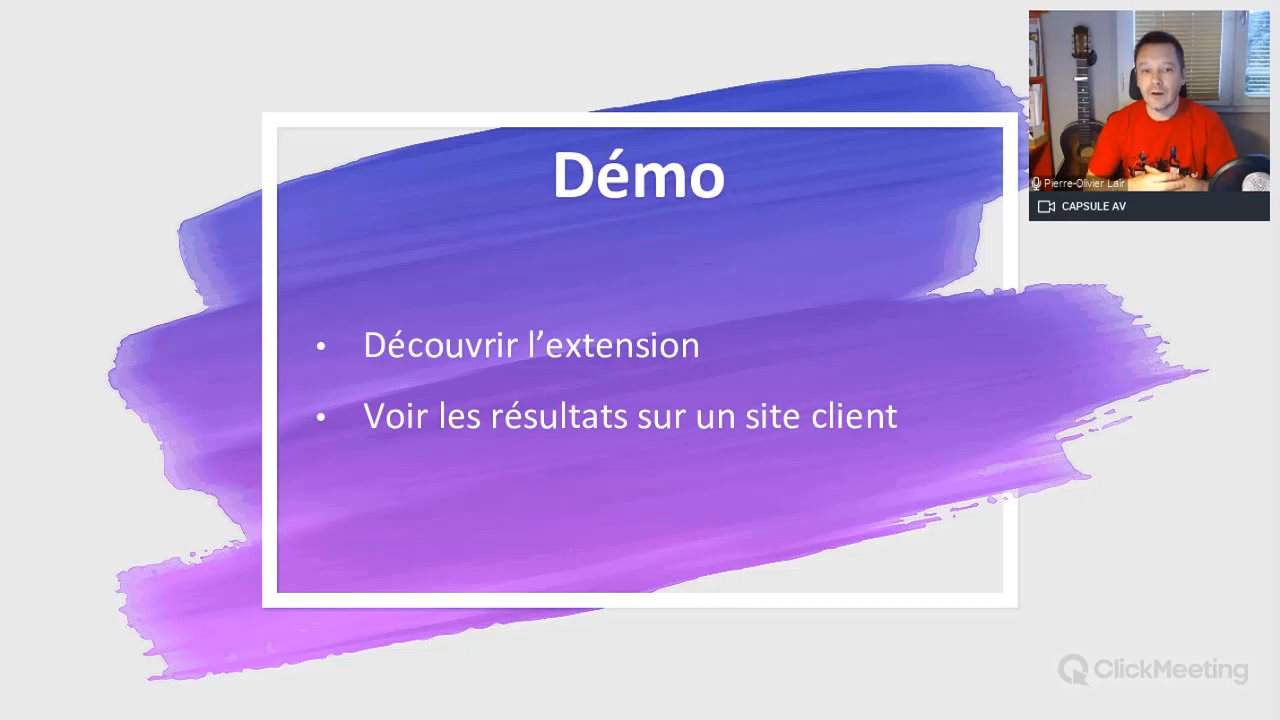 Démo
• Découvrir l’extension
• Voir les résultats sur un site client
Pierre-Olivier Lair
CAPSULE AV
ClickMeeting